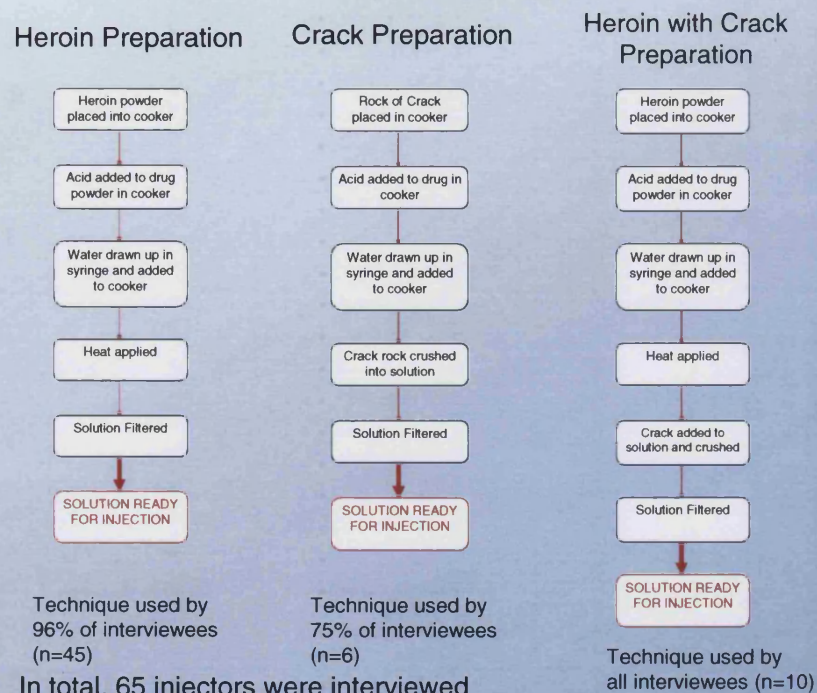 Heroin Preparation
Heroin powder
placed into cooker
Acid added to drug
powder in cooker
Water drawn up in
syringe and added
to cooker
Heat applied
Solution Filtered
SOLUTION READY
FOR INJECTION
Technique used by
96% of interviewees
(n=45)
Crack Preparation
Rock of Crack
placed in cooker
Acid added to drug in
cooker
Water drawn up in
syringe and added
to cooker
Crack rock crushed
into solution
Solution Filtered
SOLUTION READY
FOR INJECTION
Technique used by
75% of interviewees
(n=6)
Heroin with Crack
Preparation
Heroin powder
placed into cooker
Acid added to drug
powder in cooker
Water drawn up in
syringe and added
to cooker
Heat applied
Crack added to
solution and crushed
Solution Filtered
SOLUTION READY
FOR INJECTION
Technique used by
all interviewees (n=10)
In total, 65 injectors were interviewed